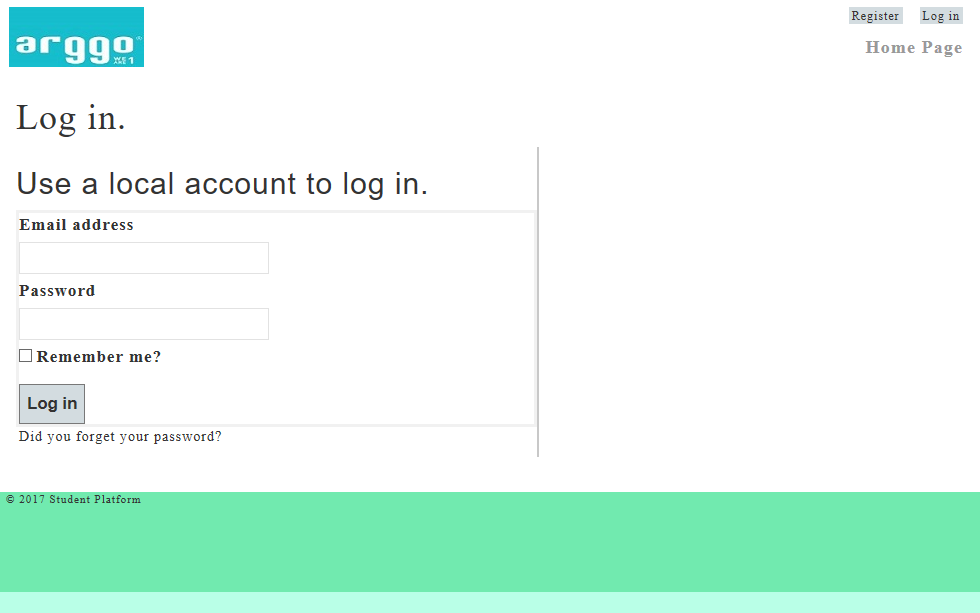 arggo
Register Log in
Home Page
Log in.
Use a local account to log in.
Email address
Password
Remember me?
Log in
Did you forget your password?
© 2017 Student Platform